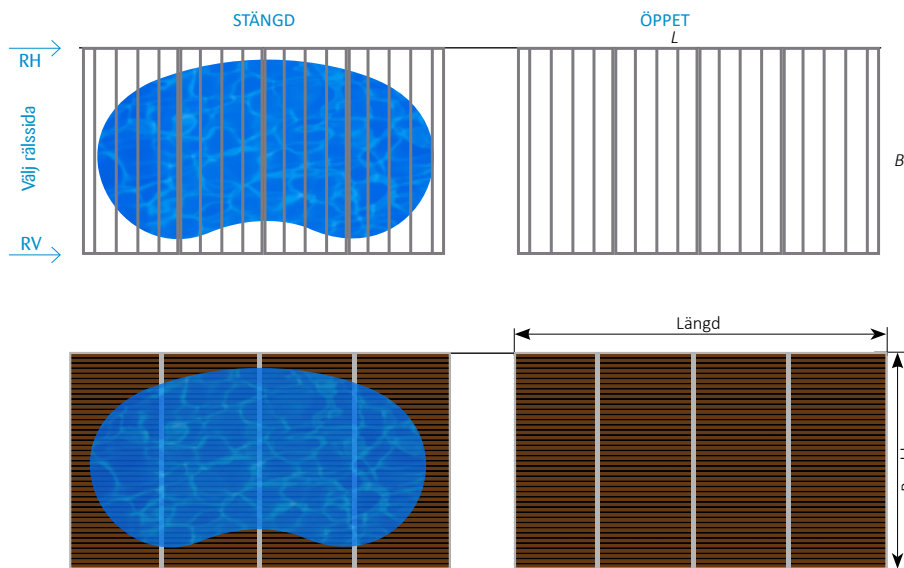 STÄNGD
ÖPPET
L
RH
Välj rälssida
B
RV
Längd